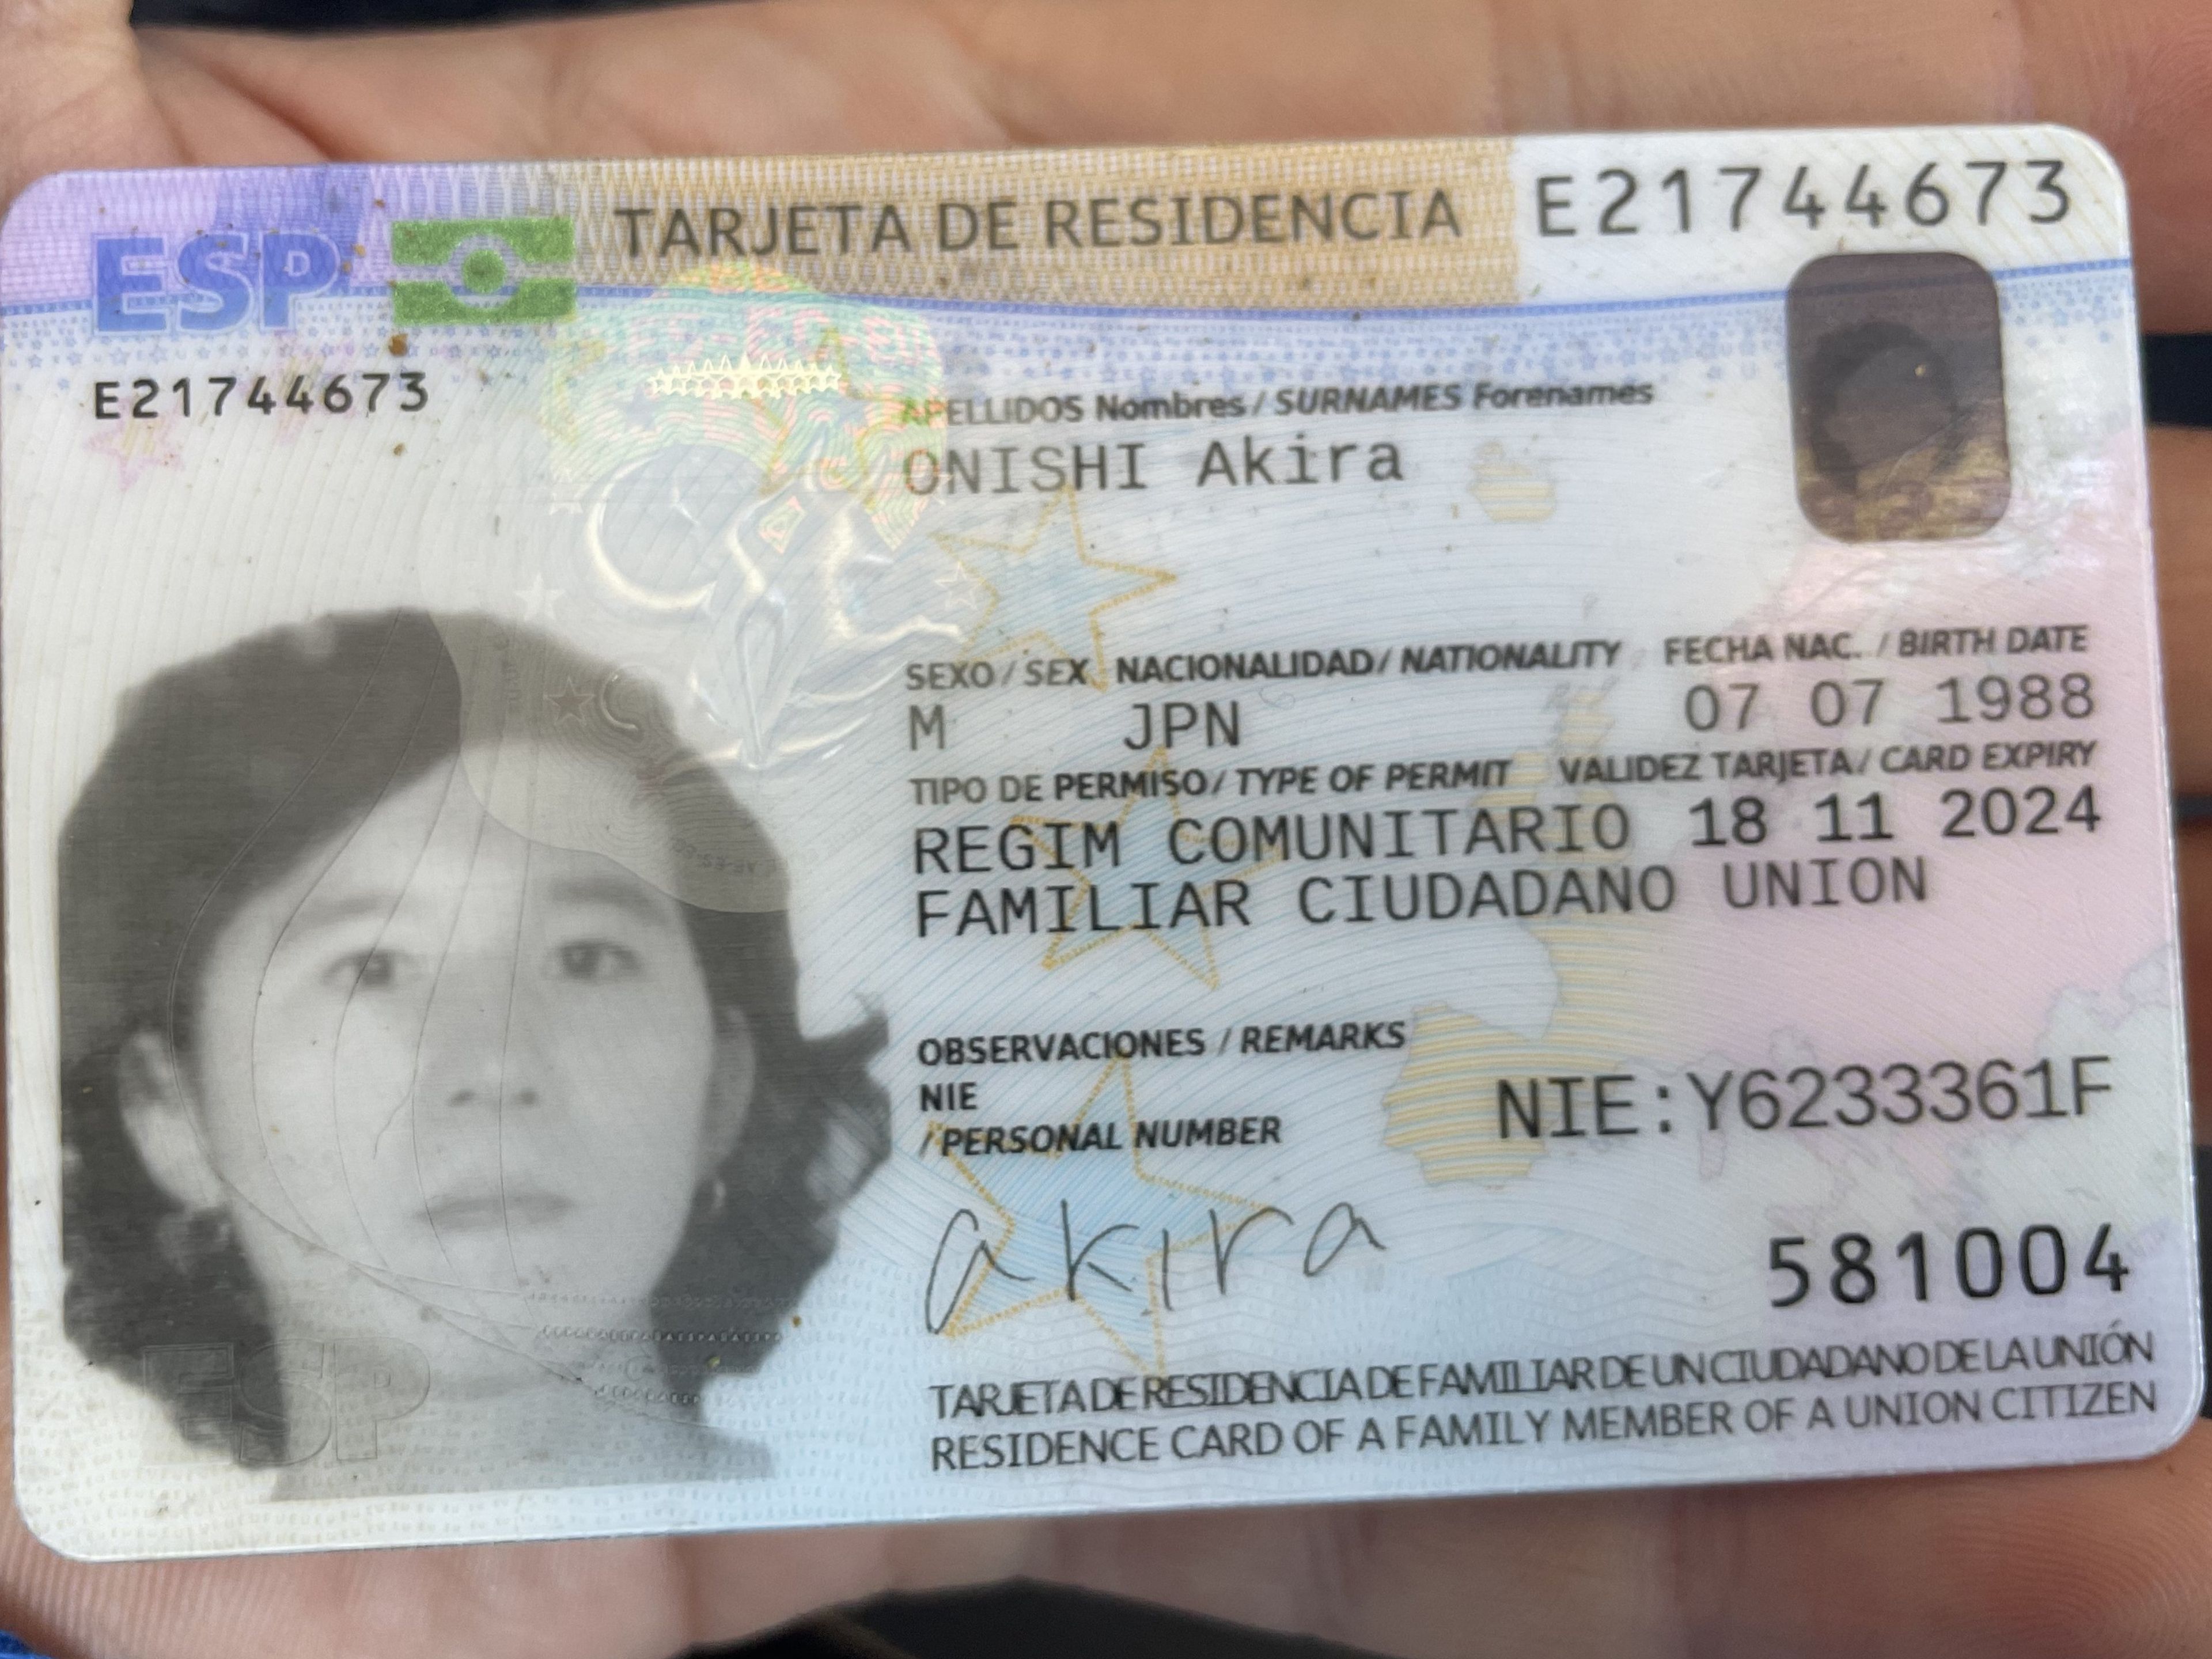 ESP TARJETA DE RESIDENCIA E21744673
E21744673
APELLIDOS Nombres / SURNAMES Forenames
ONISHI Akira
SEXO / SEX NACIONALIDAD / NATIONALITY FECHA NAC. / BIRTH DATE
M JPN 07 07 1988
TIPO DE PERMISO / TYPE OF PERMIT VALIDEZ TARJETA / CARD EXPIRY
REGIM COMUNITARIO 18 11 2024
FAMILIAR CIUDADANO UNION
OBSERVACIONES / REMARKS
NIE
/ PERSONAL NUMBER
NIE:Y6233361F
akira
581004
ESP
TARJETA DE RESIDENCIA DE FAMILIAR DE UN CIUDADANO DE LA UNIÓN
RESIDENCE CARD OF A FAMILY MEMBER OF A UNION CITIZEN